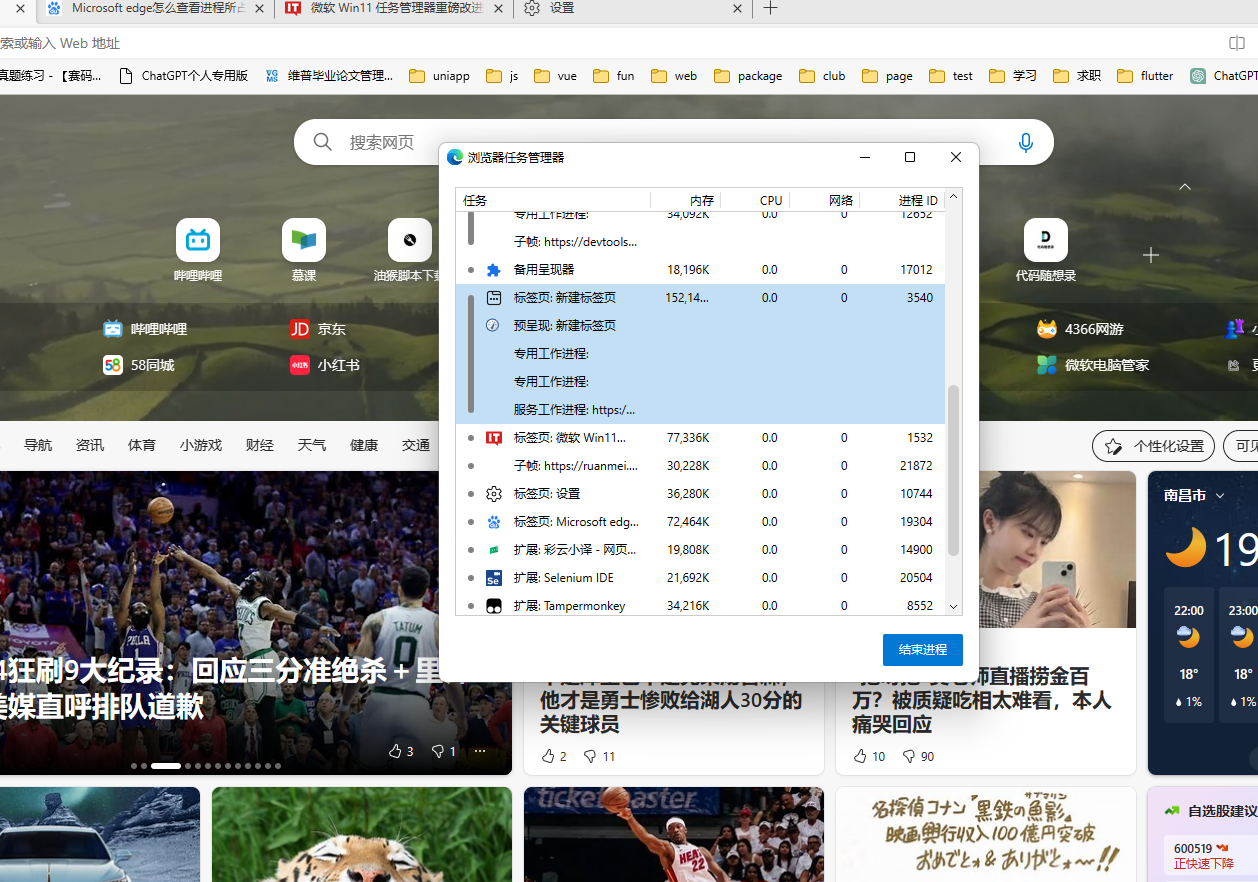 Microsoft edge怎么查看进程所占
微软 Win11 任务管理器重磅改进
设置
索或输入 Web 地址
真题练习 - 【赛码...
ChatGPT个人专用版
维普毕业论文管理...
uniapp
js
vue
fun
web
package
club
page
test
学习
求职
flutter
ChatGPT
搜索网页
哔哩哔哩
慕课
油猴脚本下载
代码随想录
哔哩哔哩
JD 京东
4366网游
58 58同城
小红书 小红书
微软电脑管家
浏览器任务管理器
任务 内存 CPU 网络 进程 ID
专用工作进程: 34,092K 0.0 0 12652
子帧: https://devtools...
备用呈现器 18,196K 0.0 0 17012
标签页: 新建标签页 152,14... 0.0 0 3540
预呈现: 新建标签页
专用工作进程:
专用工作进程:
服务工作进程: https:/...
IT 标签页: 微软 Win11... 77,336K 0.0 0 1532
子帧: https://ruanmei.... 30,228K 0.0 0 21872
标签页: 设置 36,280K 0.0 0 10744
标签页: Microsoft edg... 72,464K 0.0 0 19304
扩展: 彩云小译 - 网页... 19,808K 0.0 0 14900
Se 扩展: Selenium IDE 21,692K 0.0 0 20504
扩展: Tampermonkey 34,216K 0.0 0 8552
结束进程
导航 资讯 体育 小游戏 财经 天气 健康 交通
个性化设置
可见
4狂刷9大纪录：回应三分准绝杀＋里
美媒直呼排队道歉
3 1 ...
PHILA
TATUM
他才是勇士惨败给湖人30分的
关键球员
2 11
万？被质疑吃相太难看，本人
痛哭回应
10 90
南昌市
19
22:00 23:00
18° 18°
1% 1%
ticketmaster
HEAT
22
名探偵コナン 黒鉄の魚影
サブマリン
映画興行収入100億円突破
おめでとォ&ありがとォ〜!!
自选股建议
600519
正快速下降